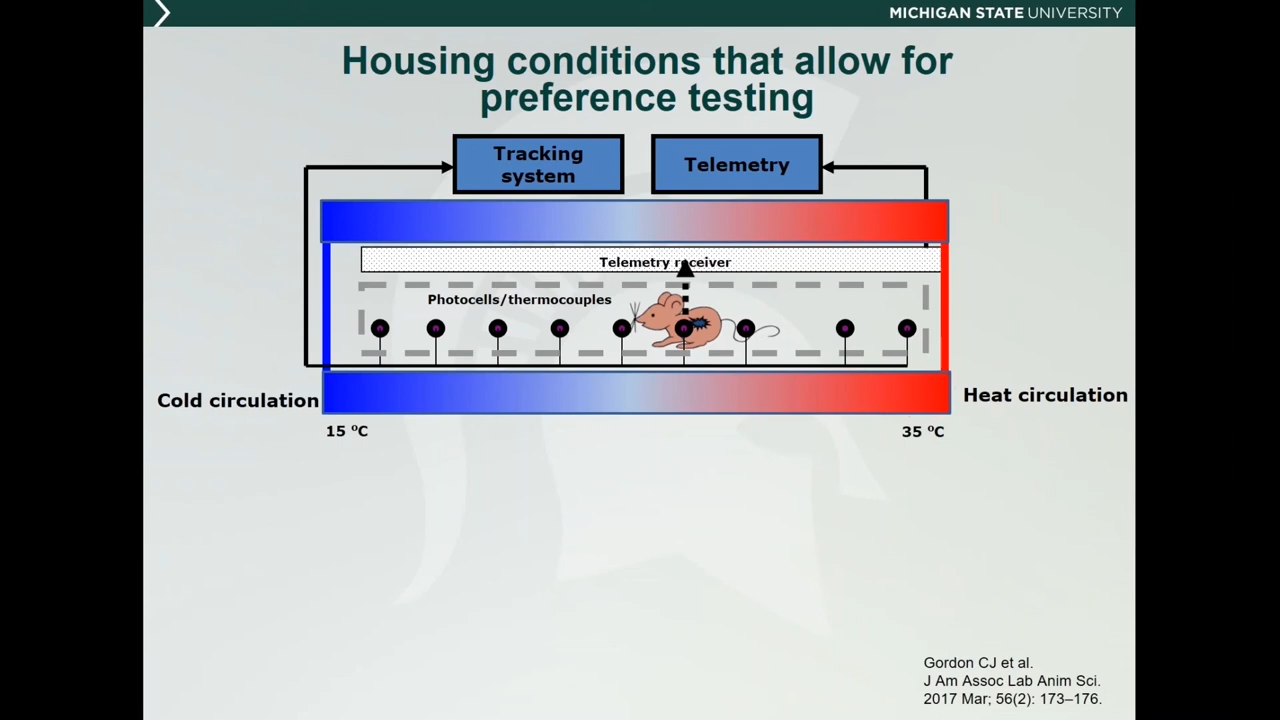 MICHIGAN STATE UNIVERSITY
Housing conditions that allow for
preference testing
Tracking
system
Telemetry
Telemetry receiver
Photocells/thermocouples
Cold circulation
Heat circulation
15 ºC
35 ºC
Gordon CJ et al.
J Am Assoc Lab Anim Sci.
2017 Mar; 56(2): 173–176.